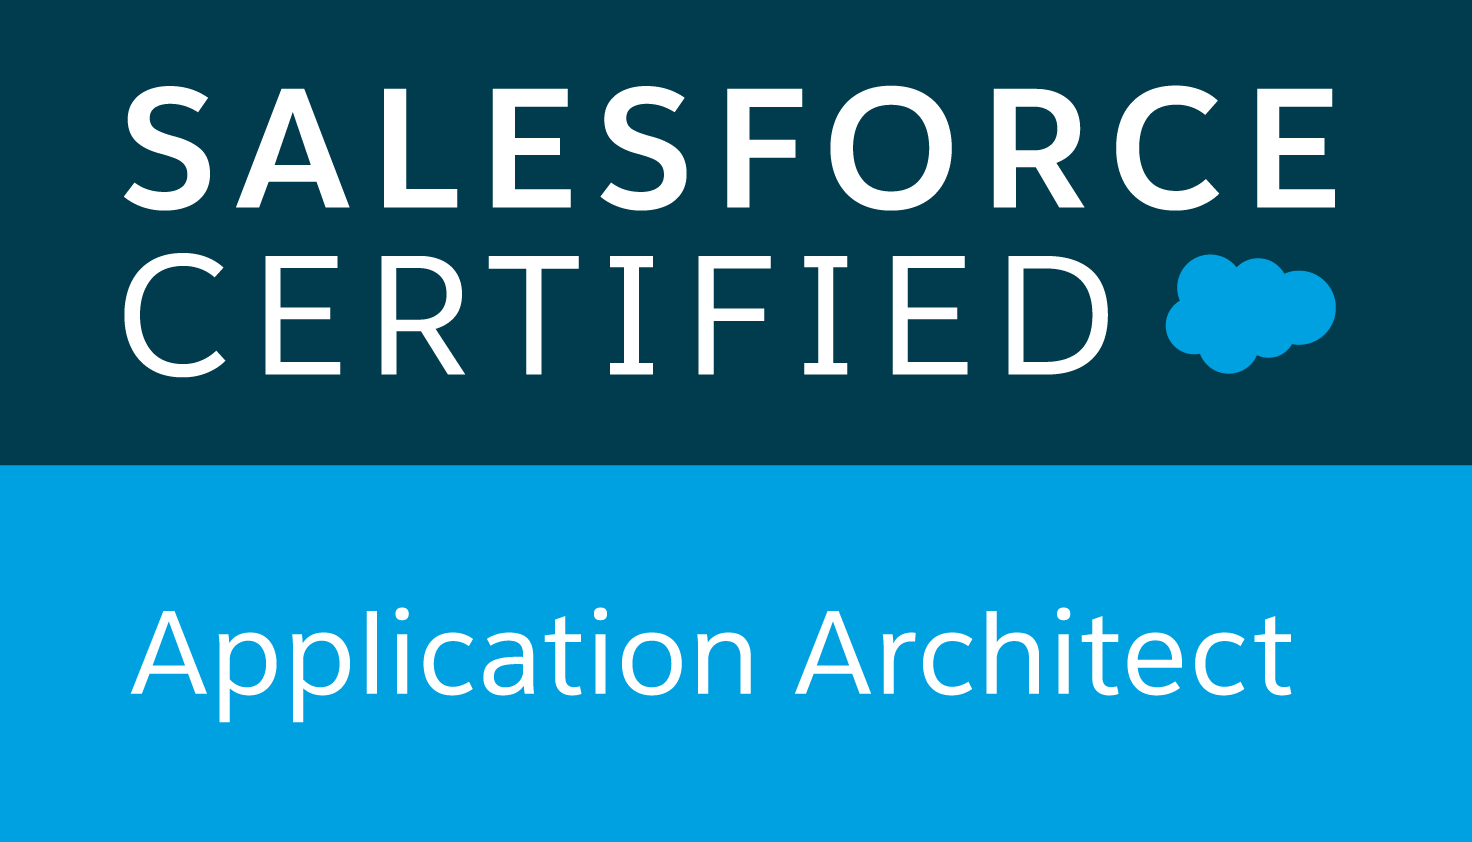 SALESFORCE
CERTIFIED
Application Architect